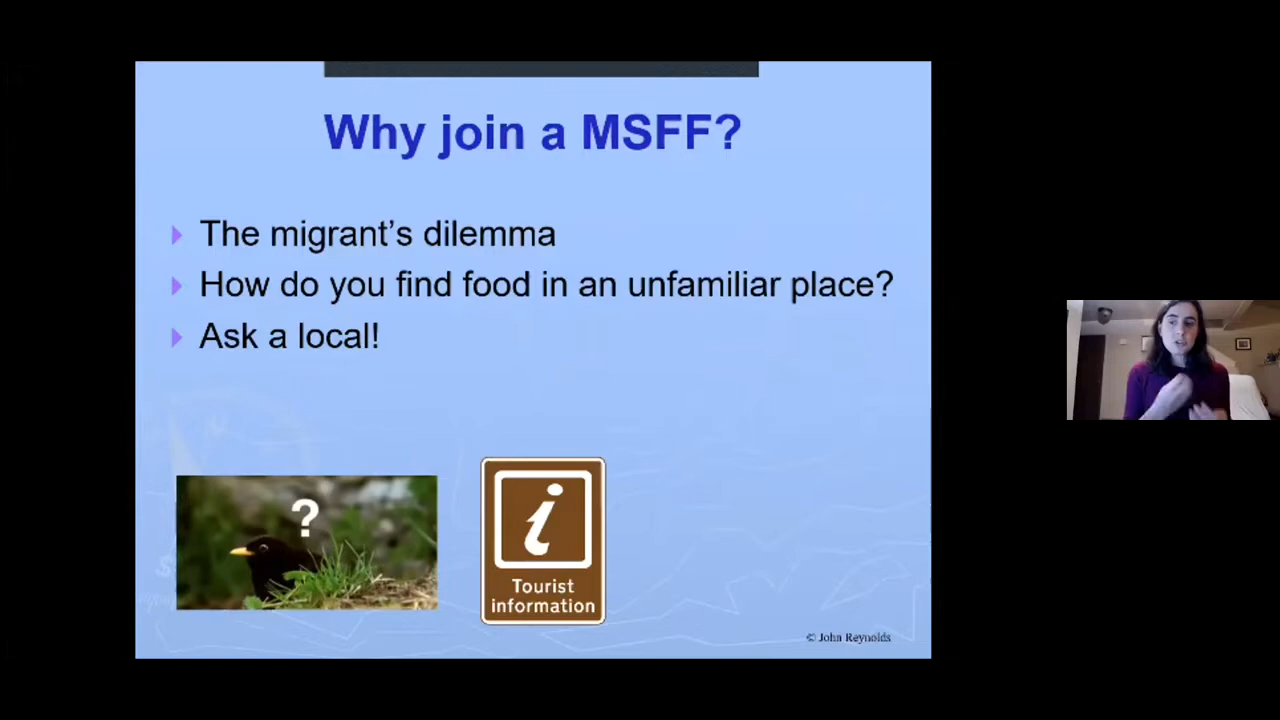 Why join a MSFF?
The migrant’s dilemma
How do you find food in an unfamiliar place?
Ask a local!
?
i
Tourist
information
© John Reynolds